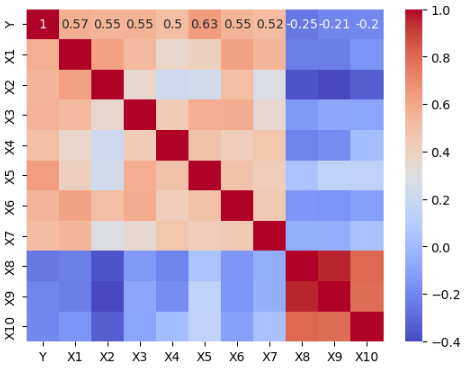 Y 1 0.57 0.55 0.55 0.5 0.63 0.55 0.52 -0.25 -0.21 -0.2 1.0
X1
X2 0.8
X3 0.6
X4 0.4
X5 0.2
X6
X7 0.0
X8 −0.2
X9
X10 −0.4
Y X1 X2 X3 X4 X5 X6 X7 X8 X9 X10